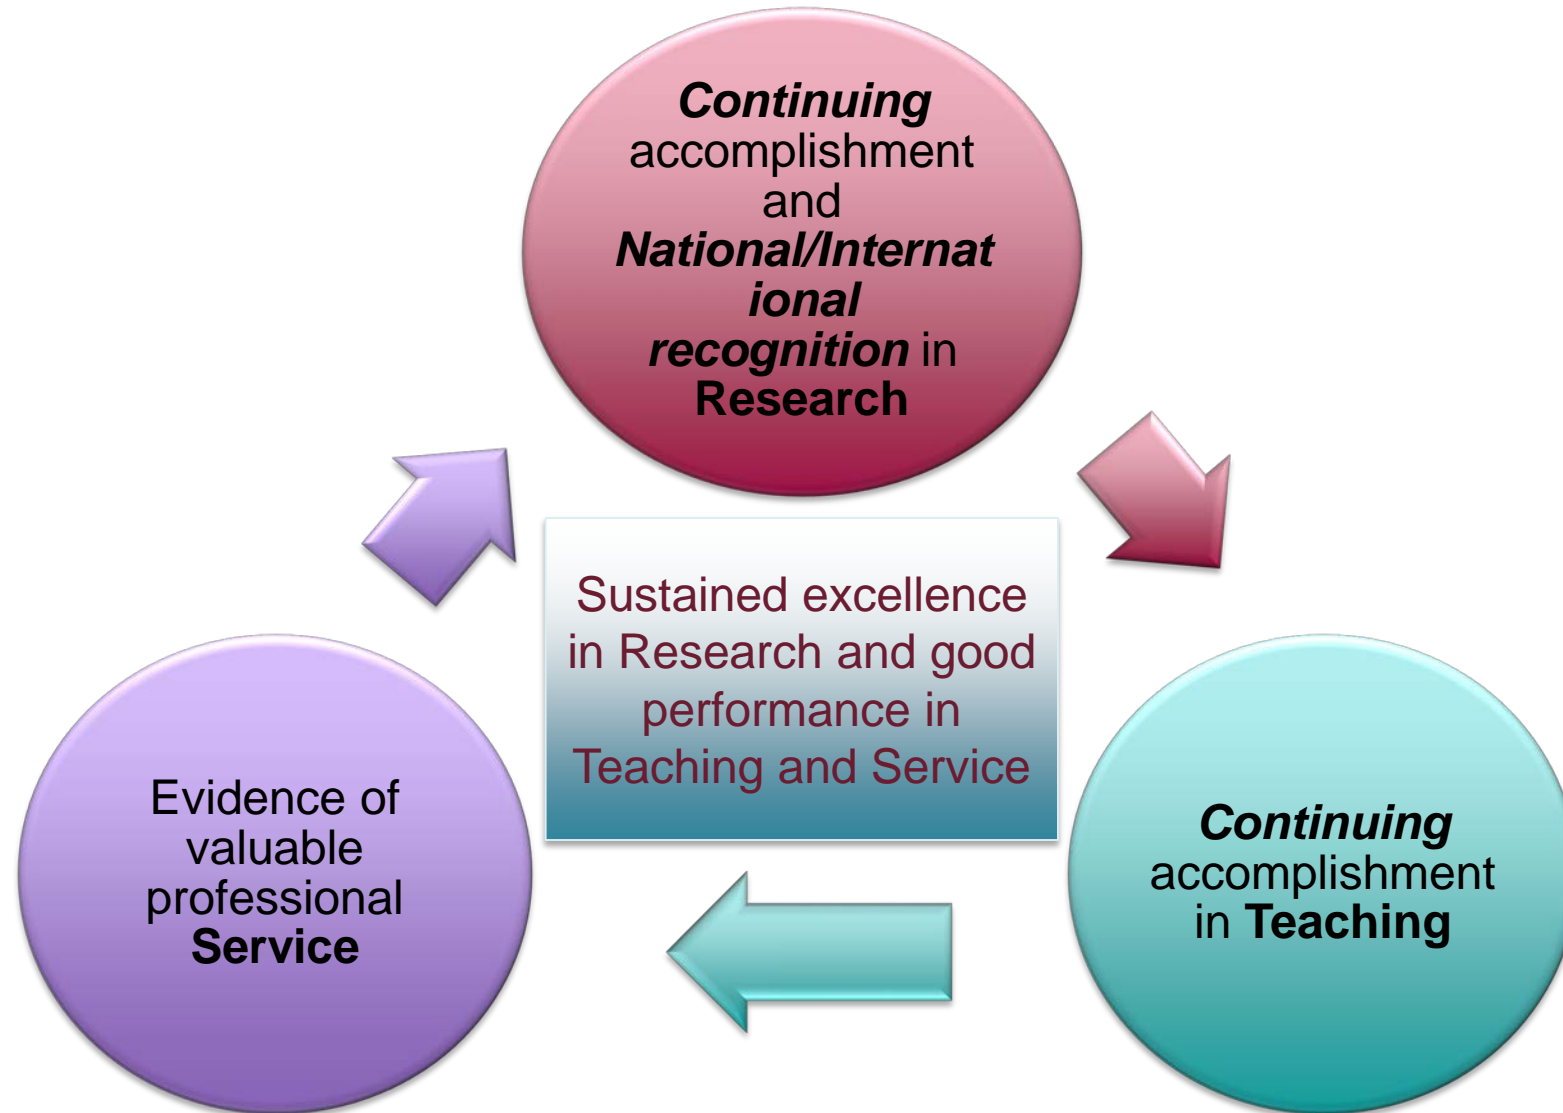 Continuing
accomplishment
and
National/Internat
ional
recognition in
Research
Sustained excellence
in Research and good
performance in
Teaching and Service
Evidence of
valuable
professional
Service
Continuing
accomplishment
in Teaching